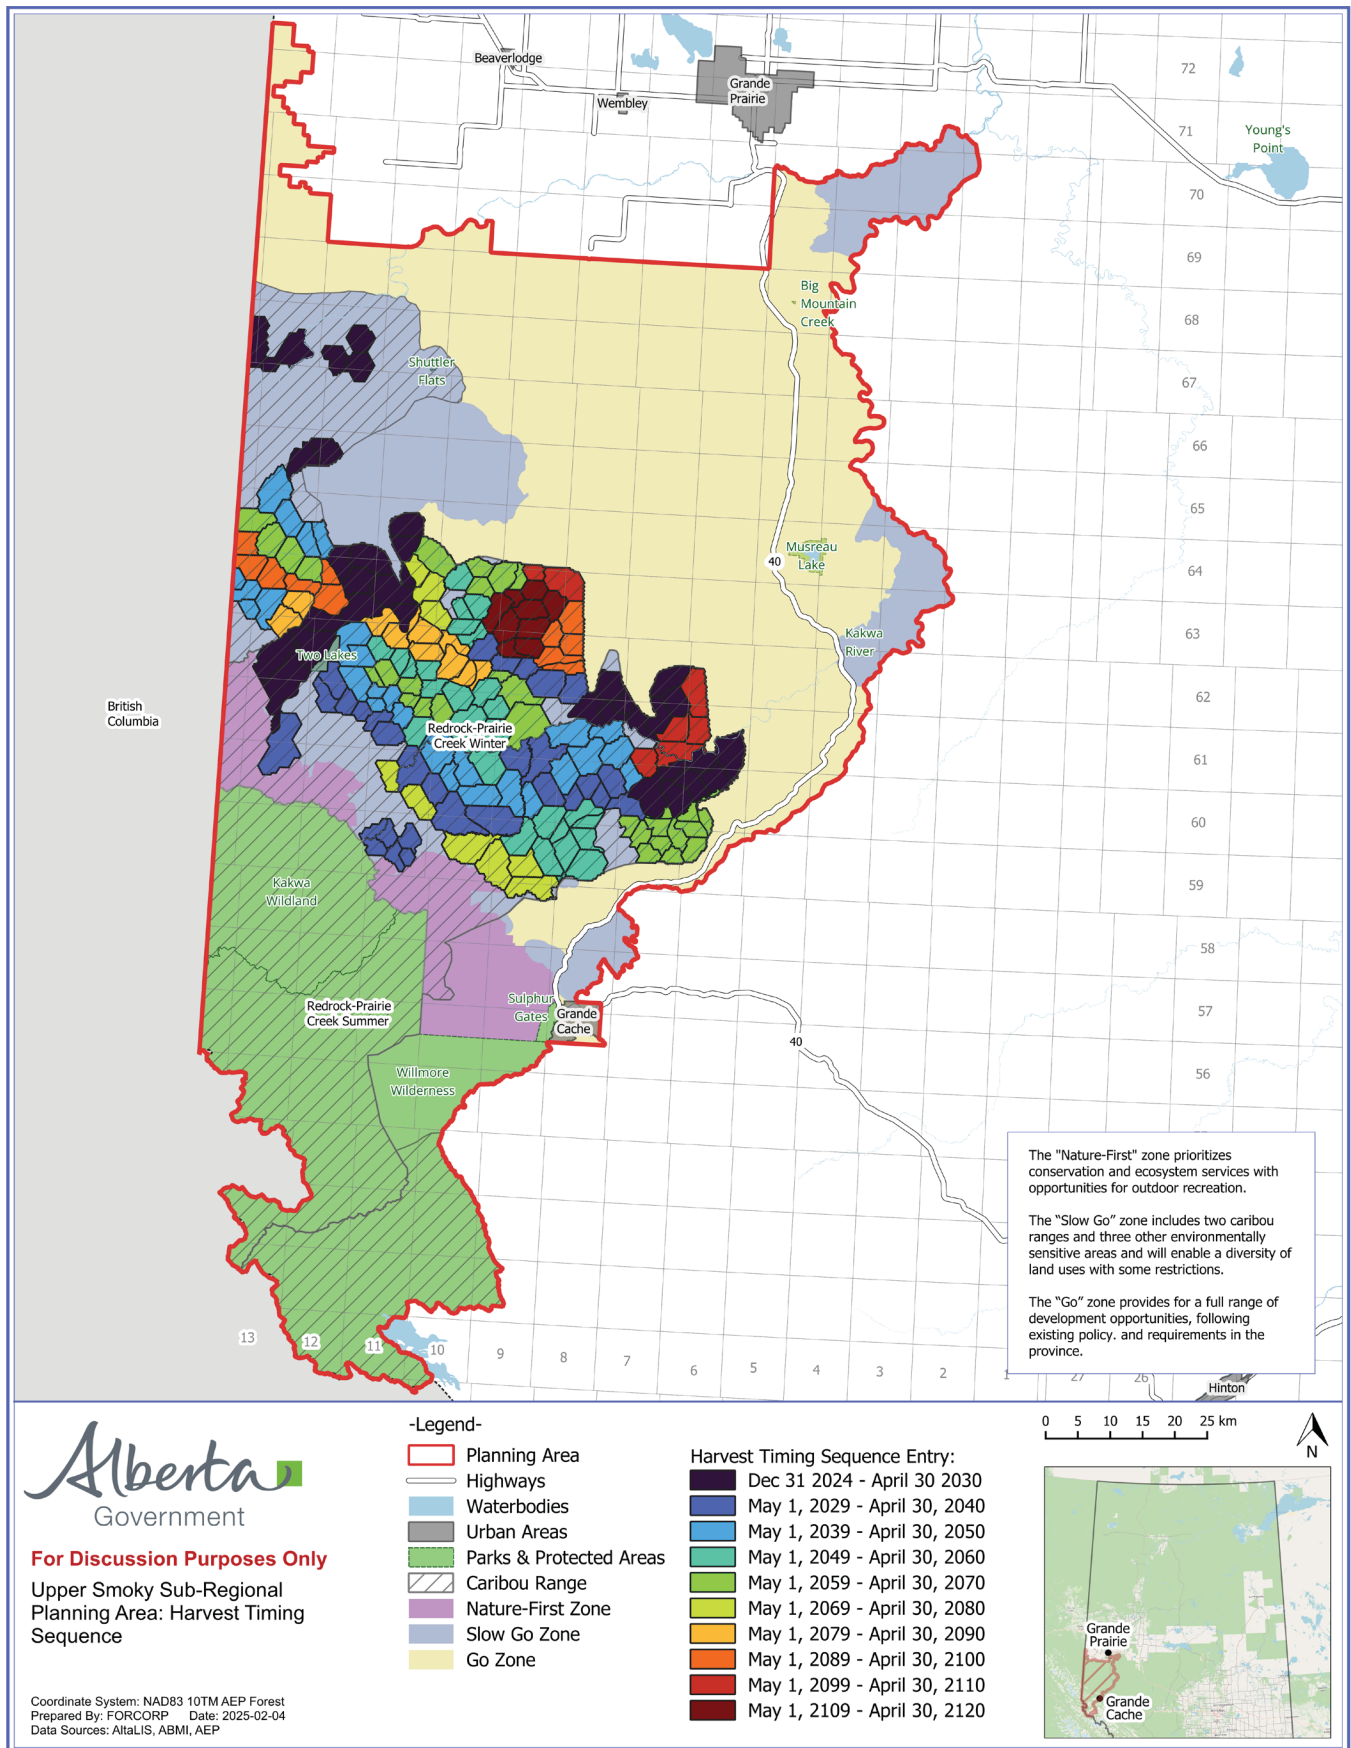 Beaverlodge
Wembley
Grande
Prairie
72
71
Young's
Point
70
69
Big
Mountain
Creek
68
Shuttler
Flats
67
66
65
Musreau
Lake
40
64
63
Kakwa
River
Two Lakes
62
British
Columbia
Redrock-Prairie
Creek Winter
61
60
59
Kakwa
Wildland
58
Sulphur
Gates
Grande
Cache
57
Redrock-Prairie
Creek Summer
40
Willmore
Wilderness
56
The "Nature-First" zone prioritizes
conservation and ecosystem services with
opportunities for outdoor recreation.
The “Slow Go” zone includes two caribou
ranges and three other environmentally
sensitive areas and will enable a diversity of
land uses with some restrictions.
The “Go” zone provides for a full range of
development opportunities, following
existing policy. and requirements in the
province.
13 12 11 10 9 8 7 6 5 4 3 2 1 27 26
Hinton
Alberta
Government
For Discussion Purposes Only
Upper Smoky Sub-Regional
Planning Area: Harvest Timing
Sequence
Coordinate System: NAD83 10TM AEP Forest
Prepared By: FORCORP Date: 2025-02-04
Data Sources: AltaLIS, ABMI, AEP
-Legend-
Planning Area
Highways
Waterbodies
Urban Areas
Parks & Protected Areas
Caribou Range
Nature-First Zone
Slow Go Zone
Go Zone
Harvest Timing Sequence Entry:
Dec 31 2024 - April 30 2030
May 1, 2029 - April 30, 2040
May 1, 2039 - April 30, 2050
May 1, 2049 - April 30, 2060
May 1, 2059 - April 30, 2070
May 1, 2069 - April 30, 2080
May 1, 2079 - April 30, 2090
May 1, 2089 - April 30, 2100
May 1, 2099 - April 30, 2110
May 1, 2109 - April 30, 2120
0 5 10 15 20 25 km
N
Grande
Prairie
Grande
Cache